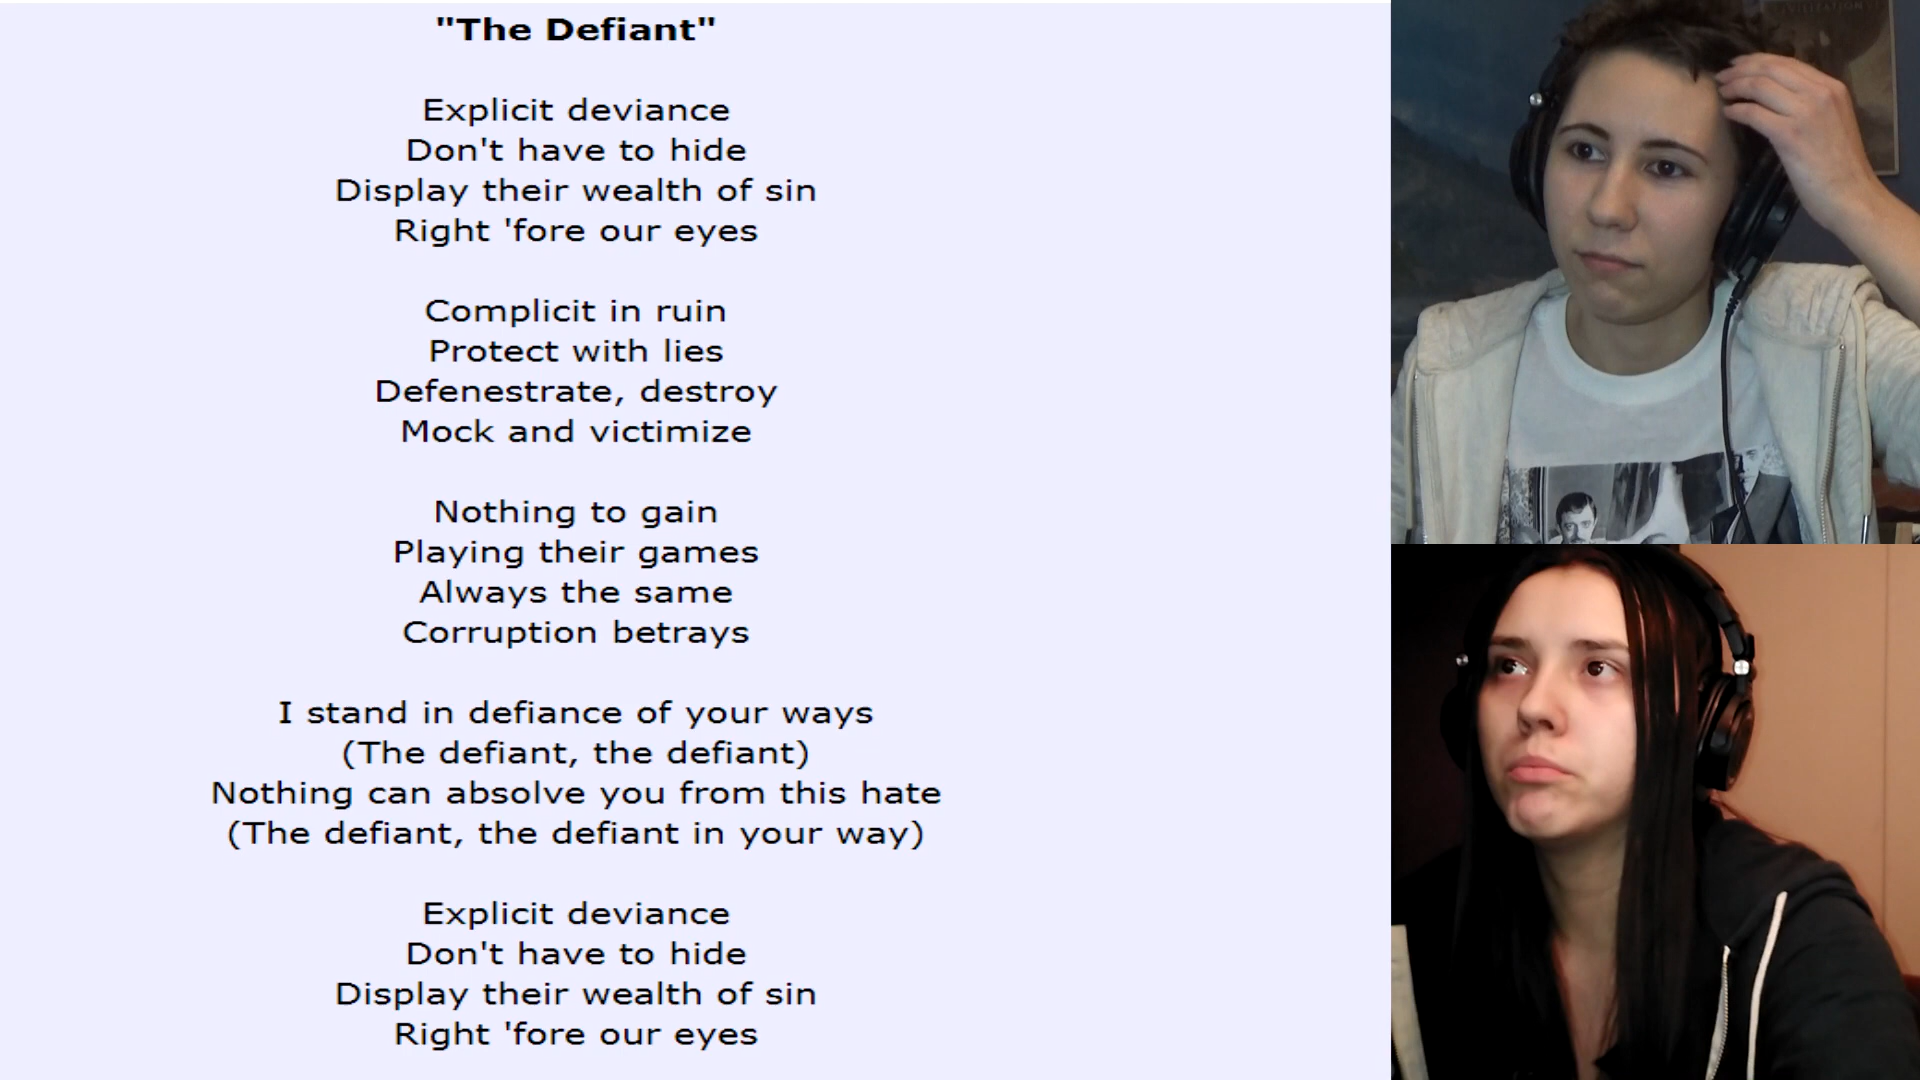 "The Defiant"
Explicit deviance
Don't have to hide
Display their wealth of sin
Right 'fore our eyes
Complicit in ruin
Protect with lies
Defenestrate, destroy
Mock and victimize
Nothing to gain
Playing their games
Always the same
Corruption betrays
I stand in defiance of your ways
(The defiant, the defiant)
Nothing can absolve you from this hate
(The defiant, the defiant in your way)
Explicit deviance
Don't have to hide
Display their wealth of sin
Right 'fore our eyes